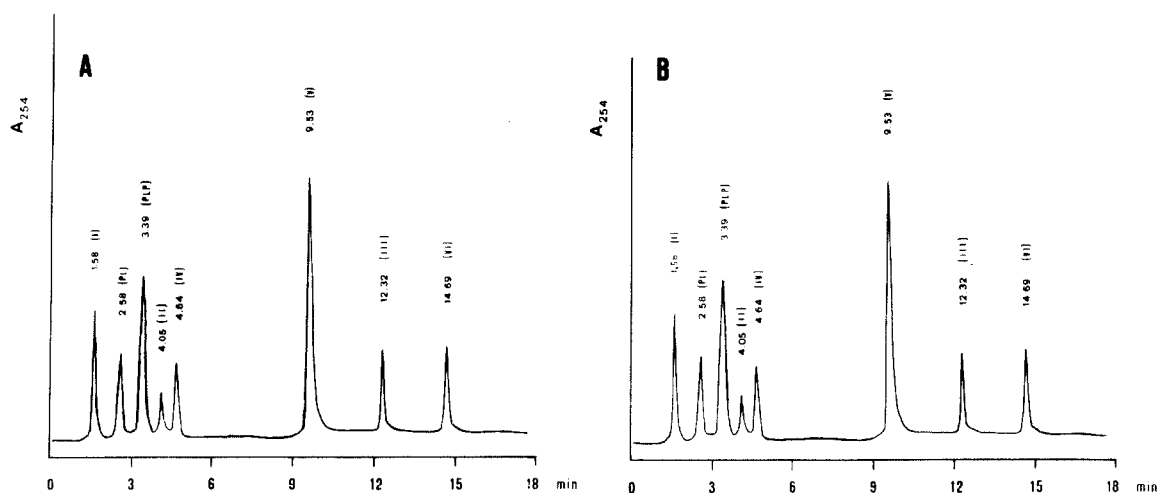 A
A254
1.58 (I)
2.58 (PL)
3.39 (PLP)
4.05 (II)
4.64 (IV)
9.53 (V)
12.32 (III)
14.69 (VI)
0 3 6 9 12 15 18 min
B
A254
1.58 (I)
2.58 (PL)
3.39 (PLP)
4.05 (II)
4.64 (IV)
9.53 (V)
12.32 (III)
14.69 (VI)
0 3 6 9 12 15 18 min